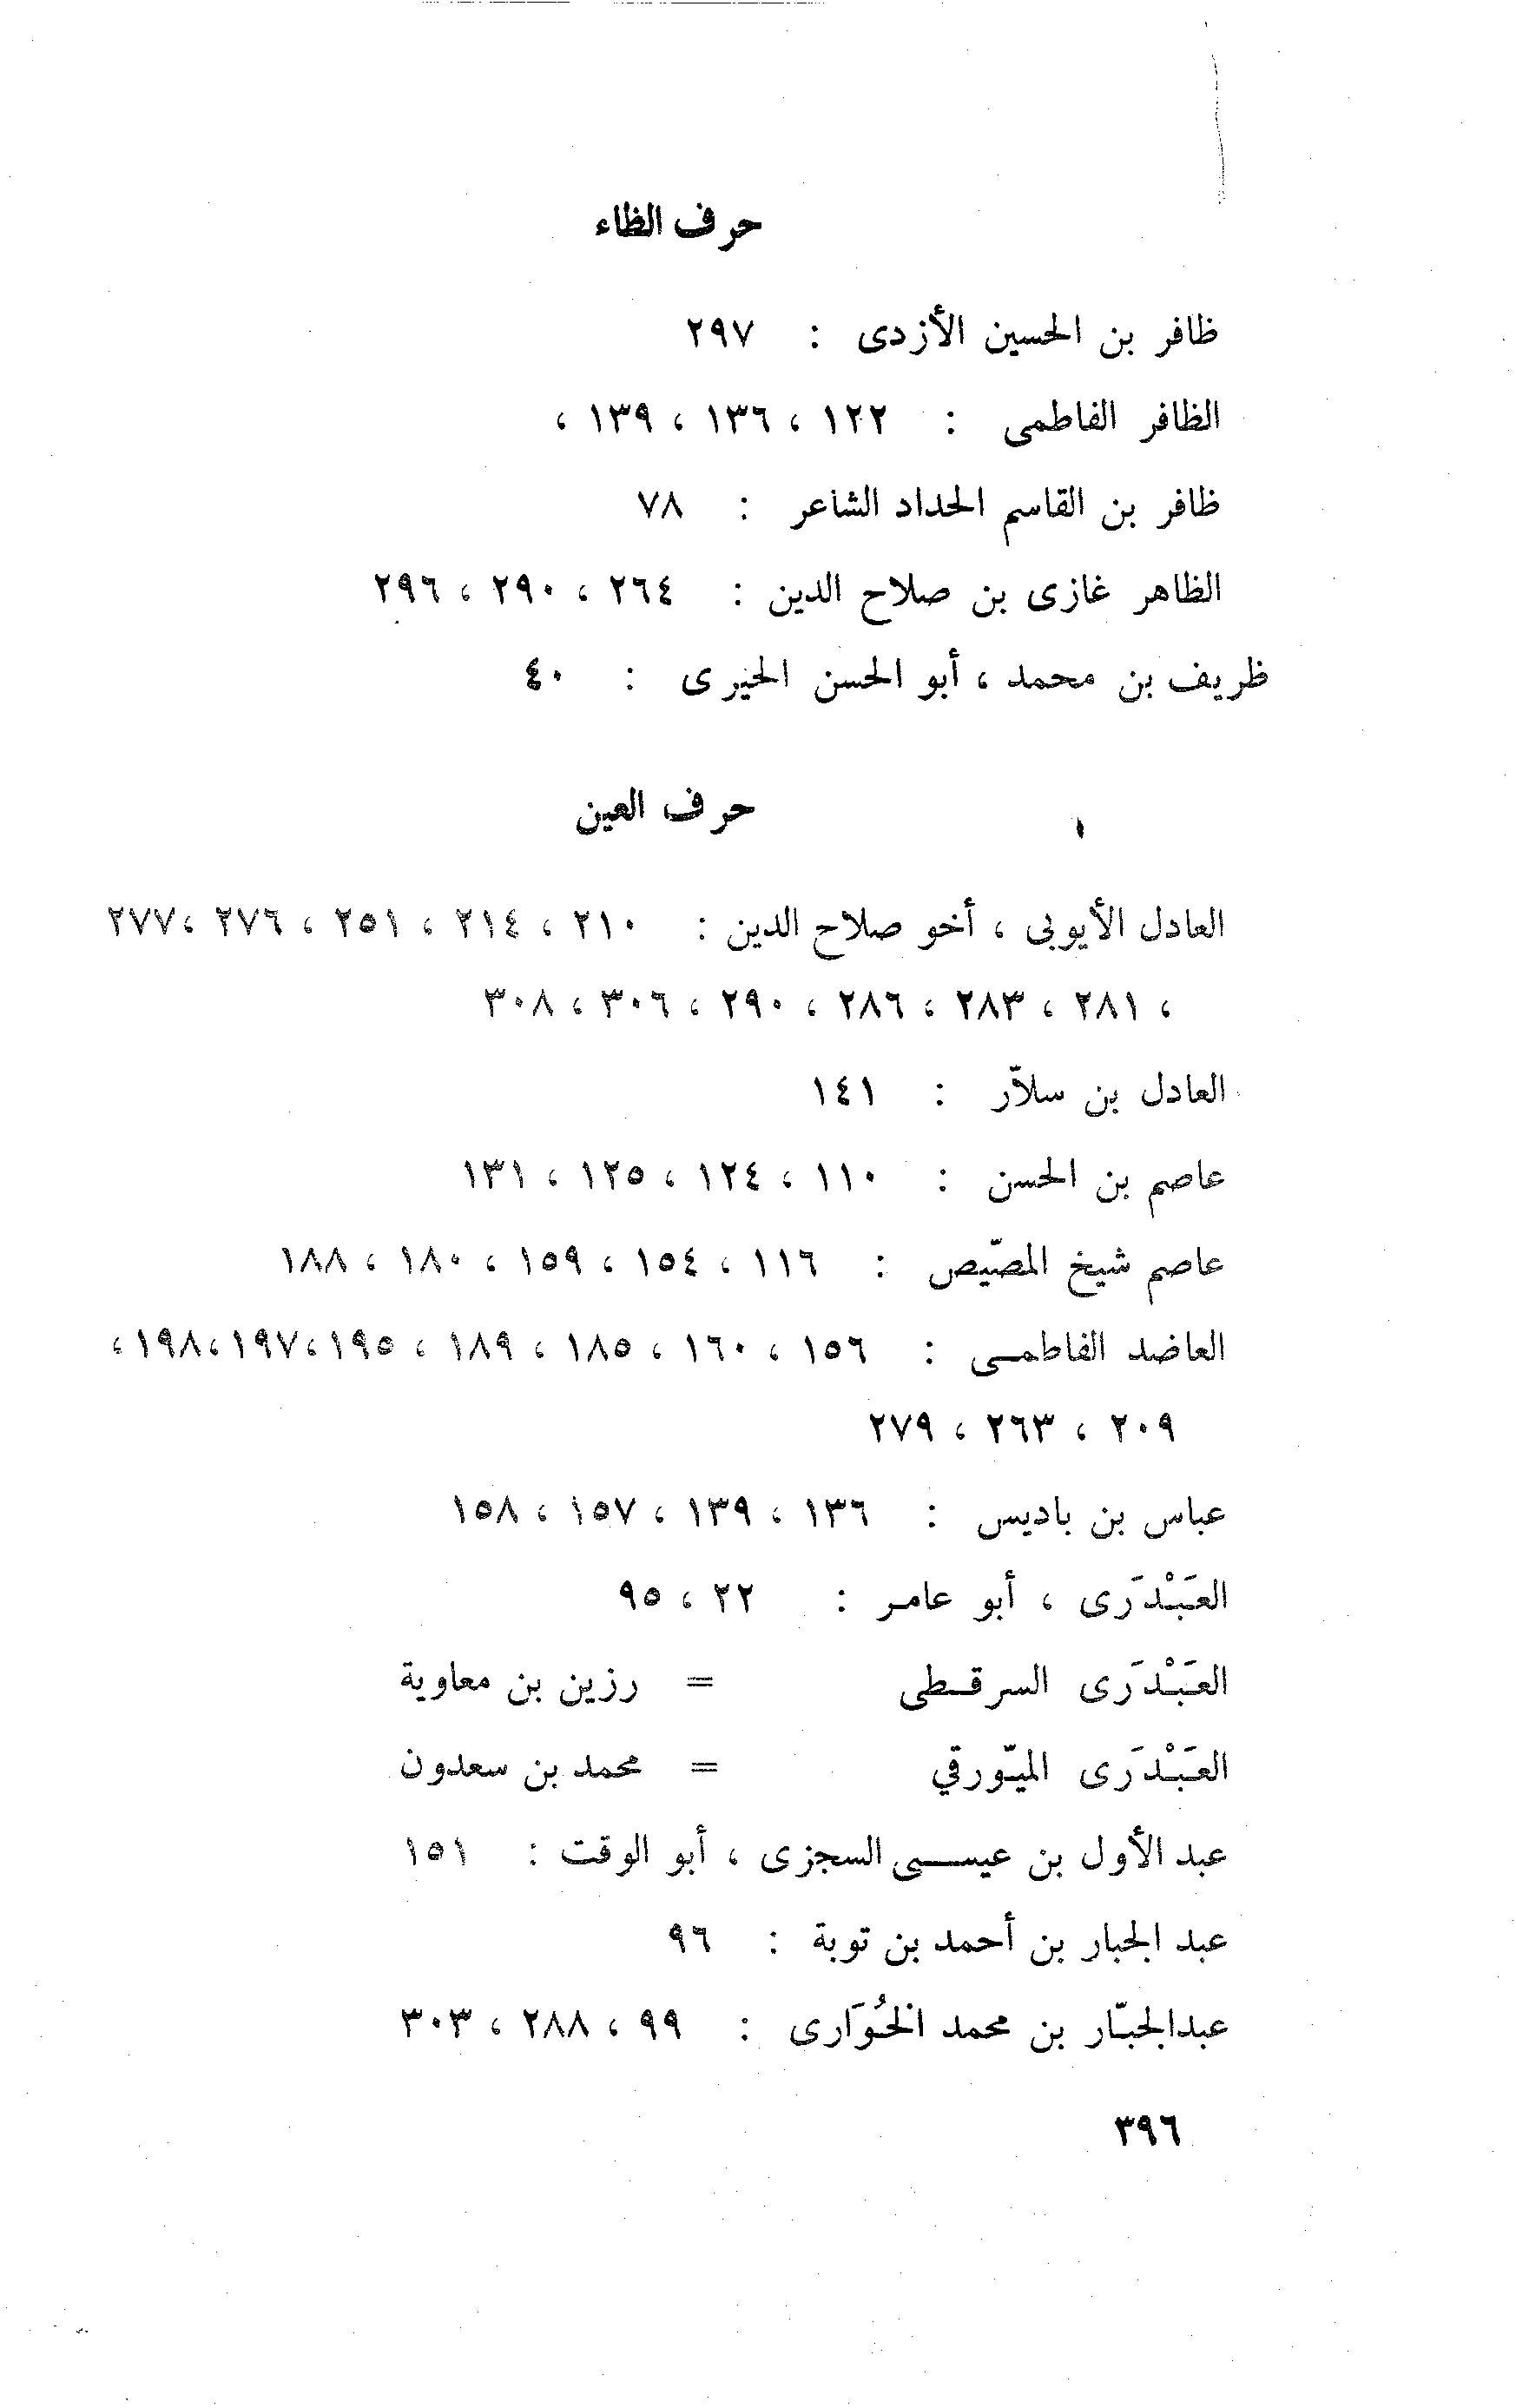 حرف الظاء
ظافر بن الحسين الأزدى : ٢٩٧
الظافر الفاطمى : ١٢٢ ، ١٣٦ ، ١٣٩ ،
ظافر بن القاسم الحداد الشاعر : ٧٨
الظاهر غازى بن صلاح الدين : ٢٦٤ ، ٢٩٠ ، ٢٩٦
ظريف بن محمد ، أبو الحسن الحيرى : ٤٠
حرف العين
العادل الأيوبى ، أخو صلاح الدين : ٢١٠ ، ٢١٤ ، ٢٥١ ، ٢٧٦ ،٢٧٧
، ٢٨١ ، ٢٨٣ ، ٢٨٦ ، ٢٩٠ ، ٣٠٦ ، ٣٠٨
العادل بن سلاّر : ١٤١
عاصم بن الحسن : ١١٠ ، ١٢٤ ، ١٢٥ ، ١٣١
عاصم شيخ المصّيص : ١١٦ ، ١٥٤ ، ١٥٩ ، ١٨٠ ، ١٨٨
العاضد الفاطمـى : ١٥٦ ، ١٦٠ ، ١٨٥ ، ١٨٩ ، ١٩٥ ،١٩٧ ،١٩٨ ،
٢٠٩ ، ٢٦٣ ، ٢٧٩
عباس بن باديس : ١٣٦ ، ١٣٩ ، ١٥٧ ، ١٥٨
العَبْدَرى ، أبو عامر : ٢٢ ، ٩٥
العَبْدَرى السرقـطى = رزين بن معاوية
العَبْدَرى الميّورقي = محمد بن سعدون
عبد الأول بن عيســى السجزى ، أبو الوقت : ١٥١
عبد الجبار بن أحمد بن توبة : ٩٦
عبدالجبّار بن محمد الخُوَارى : ٩٩ ، ٢٨٨ ، ٣٠٣
٣٩٦